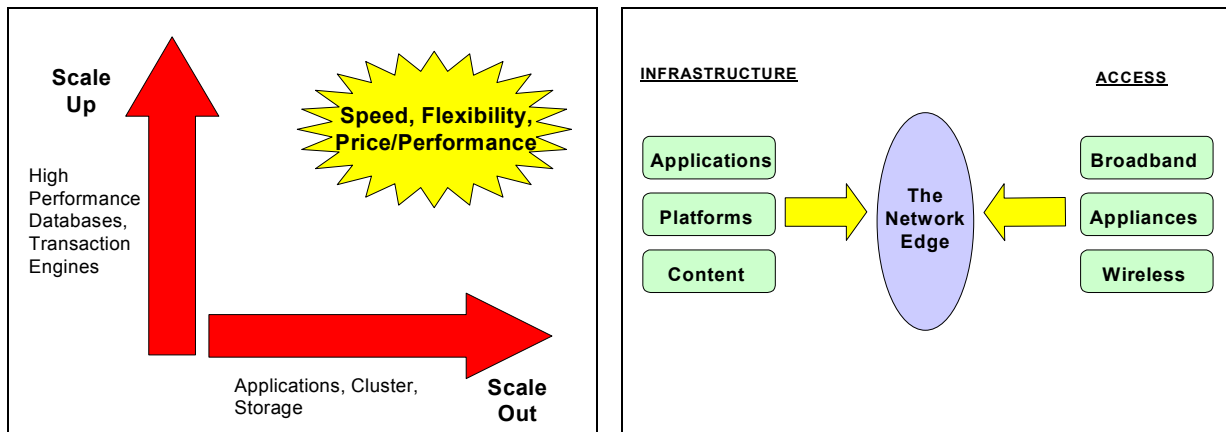 Scale
Up
Speed, Flexibility,
Price/Performance
High
Performance
Databases,
Transaction
Engines
Applications, Cluster,
Storage
Scale
Out
INFRASTRUCTURE
ACCESS
Applications
Platforms
Content
The
Network
Edge
Broadband
Appliances
Wireless